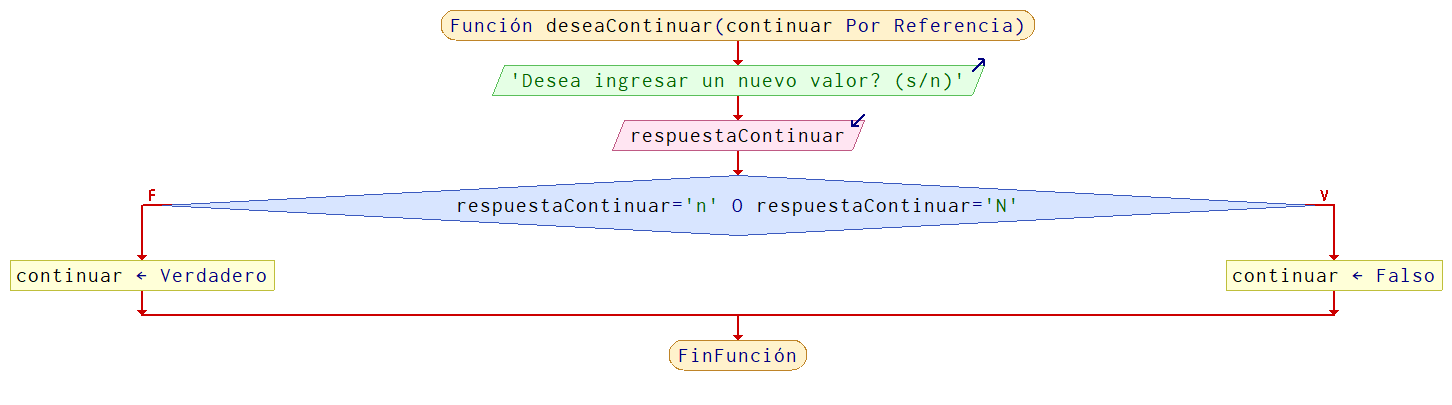 Función deseaContinuar(continuar Por Referencia)
'Desea ingresar un nuevo valor? (s/n)'
respuestaContinuar
F
V
respuestaContinuar='n' O respuestaContinuar='N'
continuar ← Verdadero
continuar ← Falso
FinFunción